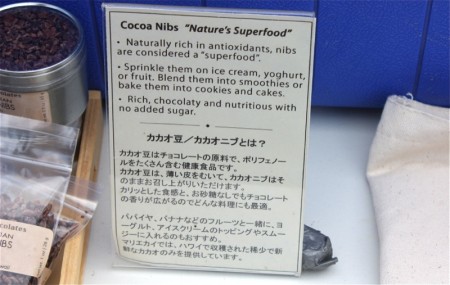 Cocoa Nibs "Nature's Superfood"
• Naturally rich in antioxidants, nibs
are considered a "superfood".
• Sprinkle them on ice cream, yoghurt,
or fruit. Blend them into smoothies or
bake them into cookies and cakes.
• Rich, chocolaty and nutritious with
no added sugar.
カカオ豆/カカオニブとは？
カカオ豆はチョコレートの原料で、ポリフェノー
ルをたくさん含む健康食品です。
カカオ豆は、薄い皮をむいて、カカオニブはそ
のままお召し上がりいただけます。
カリッとした食感と、お砂糖なしでもチョコレート
の香りが広がるのでどんな料理にも最適。
パパイヤ、バナナなどのフルーツと一緒に、ヨ
ーグルト、アイスクリームのトッピングやスムー
ジーに入れるのもおすすめ。
マリエカイでは、ハワイで収穫された稀少で新
鮮なカカオのみを提供しています。